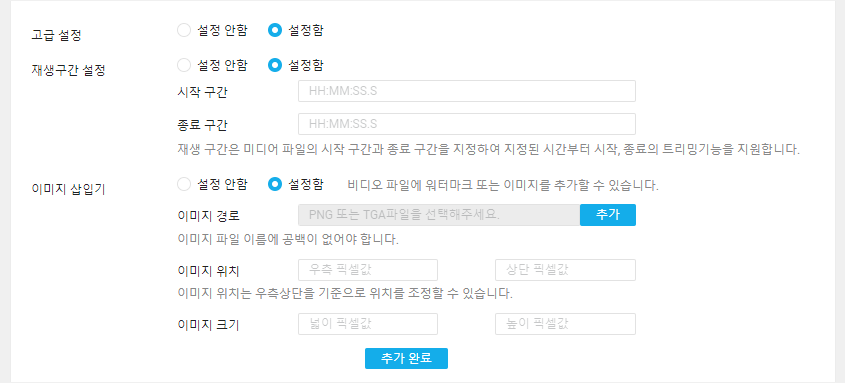 고급 설정 설정 안함 설정함
재생구간 설정 설정 안함 설정함
시작 구간 HH:MM:SS.S
종료 구간 HH:MM:SS.S
재생 구간은 미디어 파일의 시작 구간과 종료 구간을 지정하여 지정된 시간부터 시작, 종료의 트리밍기능을 지원합니다.
이미지 삽입기 설정 안함 설정함 비디오 파일에 워터마크 또는 이미지를 추가할 수 있습니다.
이미지 경로 PNG 또는 TGA파일을 선택해주세요. 추가
이미지 파일 이름에 공백이 없어야 합니다.
이미지 위치 우측 픽셀값 상단 픽셀값
이미지 위치는 우측상단을 기준으로 위치를 조정할 수 있습니다.
이미지 크기 넓이 픽셀값 높이 픽셀값
추가 완료